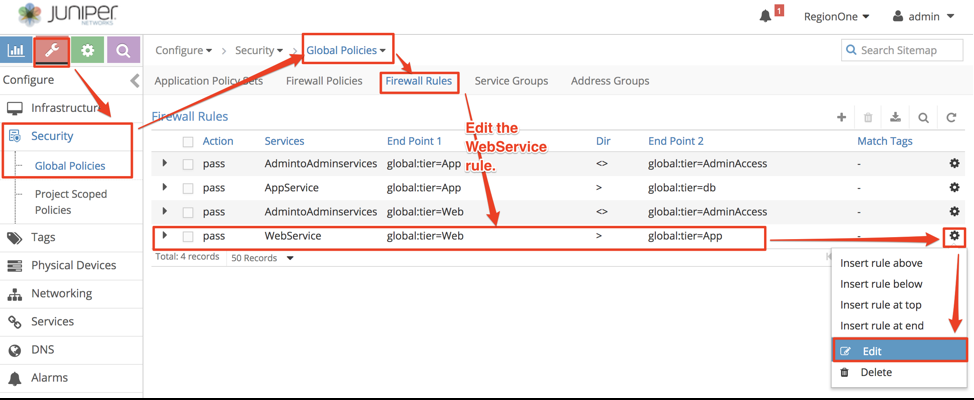 JUNIPER
NETWORKS
1
RegionOne
admin
Configure
Security
Global Policies
Search Sitemap
Configure
Application Policy Sets
Firewall Policies
Firewall Rules
Service Groups
Address Groups
Infrastructure
Security
Global Policies
Project Scoped
Policies
Tags
Physical Devices
Networking
Services
DNS
Alarms
Firewall Rules
Edit the
WebService
rule.
Action Services End Point 1 Dir End Point 2 Match Tags
pass AdmintoAdminservices global:tier=App <> global:tier=AdminAccess -
pass AppService global:tier=App > global:tier=db -
pass AdmintoAdminservices global:tier=Web <> global:tier=AdminAccess -
pass WebService global:tier=Web > global:tier=App -
Total: 4 records 50 Records
Insert rule above
Insert rule below
Insert rule at top
Insert rule at end
Edit
Delete